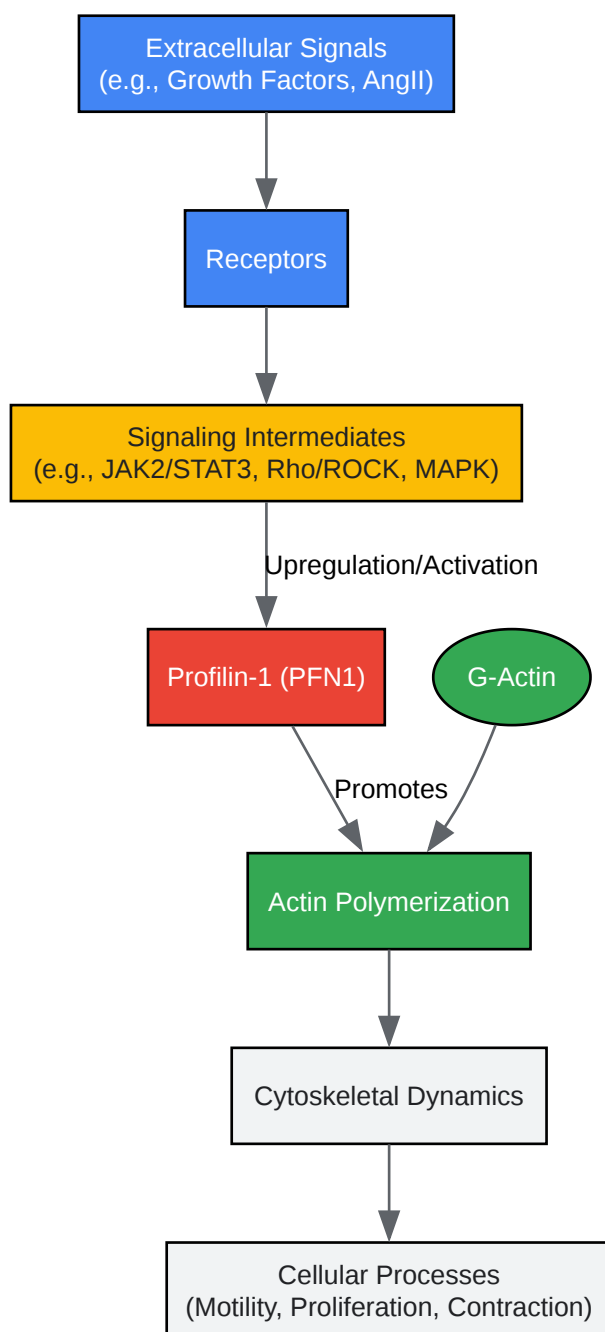 Extracellular Signals
(e.g., Growth Factors, AngII)
Receptors
Signaling Intermediates
(e.g., JAK2/STAT3, Rho/ROCK, MAPK)
Upregulation/Activation
Profilin-1 (PFN1)
G-Actin
Promotes
Actin Polymerization
Cytoskeletal Dynamics
Cellular Processes
(Motility, Proliferation, Contraction)